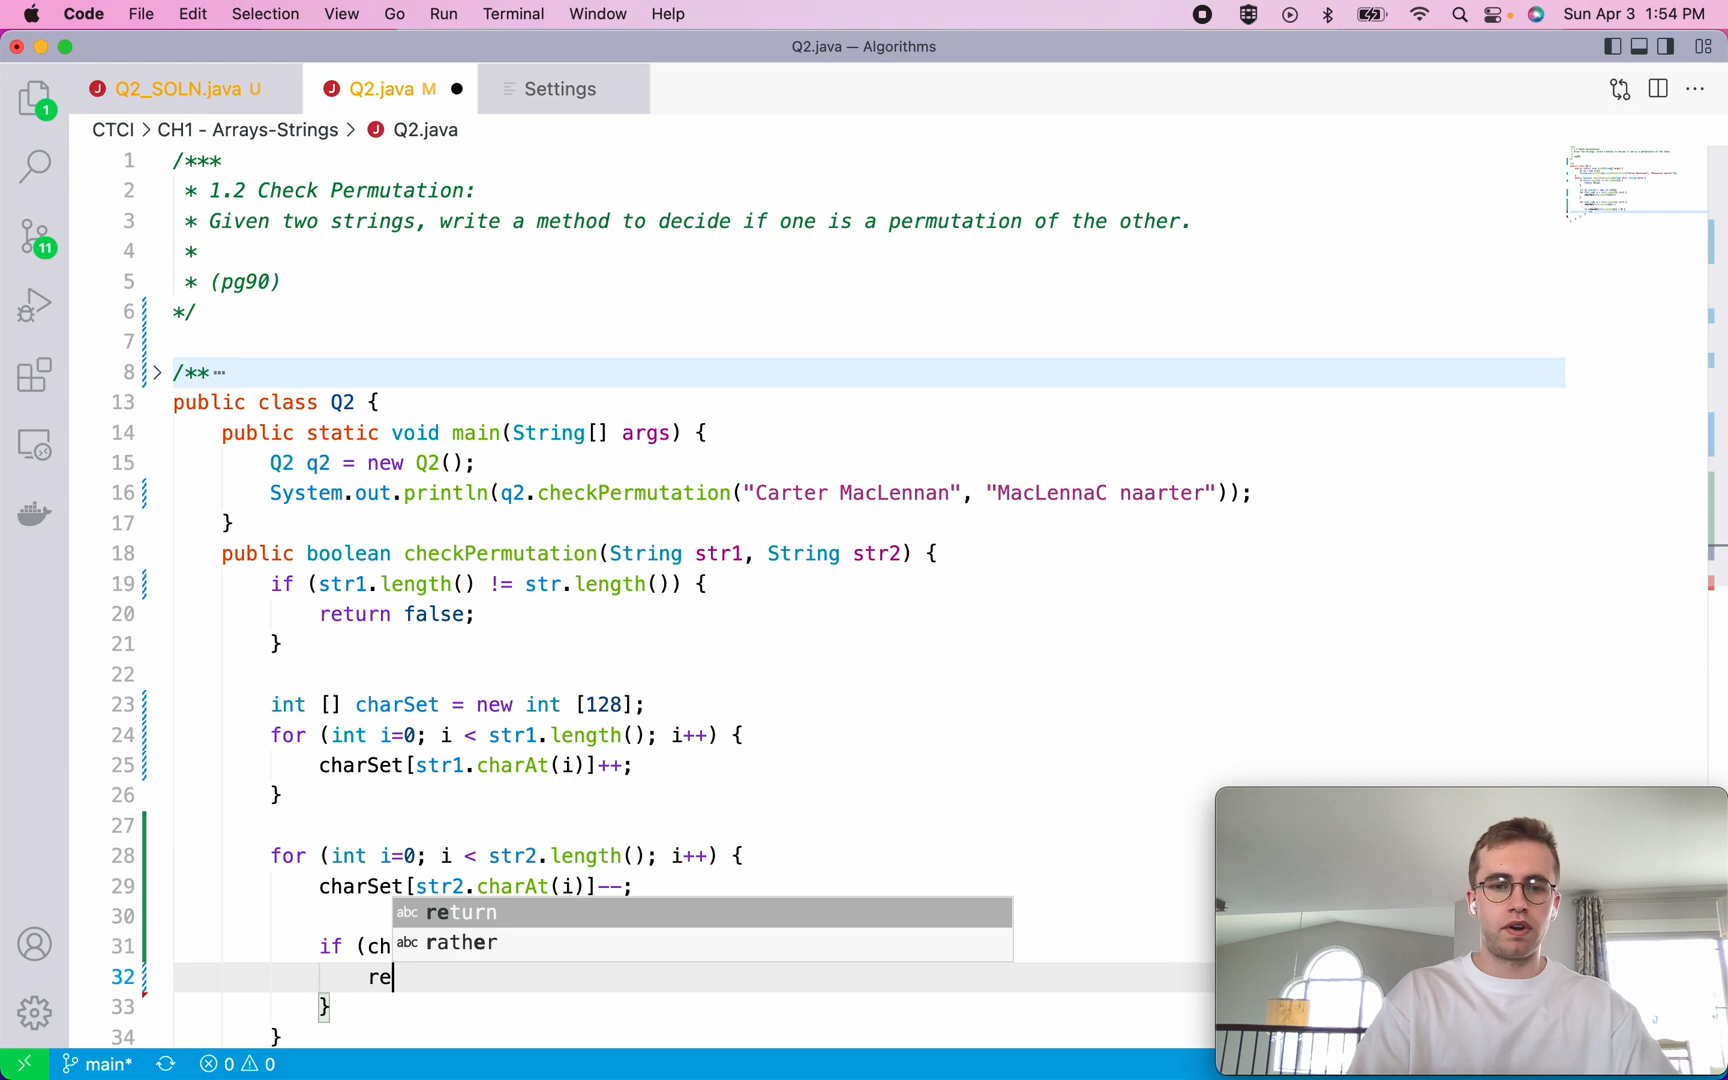 Code File Edit Selection View Go Run Terminal Window Help Sun Apr 3 1:54 PM
Q2.java — Algorithms
Q2_SOLN.java U Q2.java M Settings
CTCI > CH1 - Arrays-Strings > Q2.java
1 /***
2 * 1.2 Check Permutation:
3 * Given two strings, write a method to decide if one is a permutation of the other.
4 *
5 * (pg90)
6 */
7
8 /** ⋯
13 public class Q2 {
14 public static void main(String[] args) {
15 Q2 q2 = new Q2();
16 System.out.println(q2.checkPermutation("Carter MacLennan", "MacLennaC naarter"));
17 }
18 public boolean checkPermutation(String str1, String str2) {
19 if (str1.length() != str.length()) {
20 return false;
21 }
22
23 int [] charSet = new int [128];
24 for (int i=0; i < str1.length(); i++) {
25 charSet[str1.charAt(i)]++;
26 }
27
28 for (int i=0; i < str2.length(); i++) {
29 charSet[str2.charAt(i)]--;
30 abc return
31 if (ch abc rather
32 re
33 }
34 }
1
11
main* 0 0